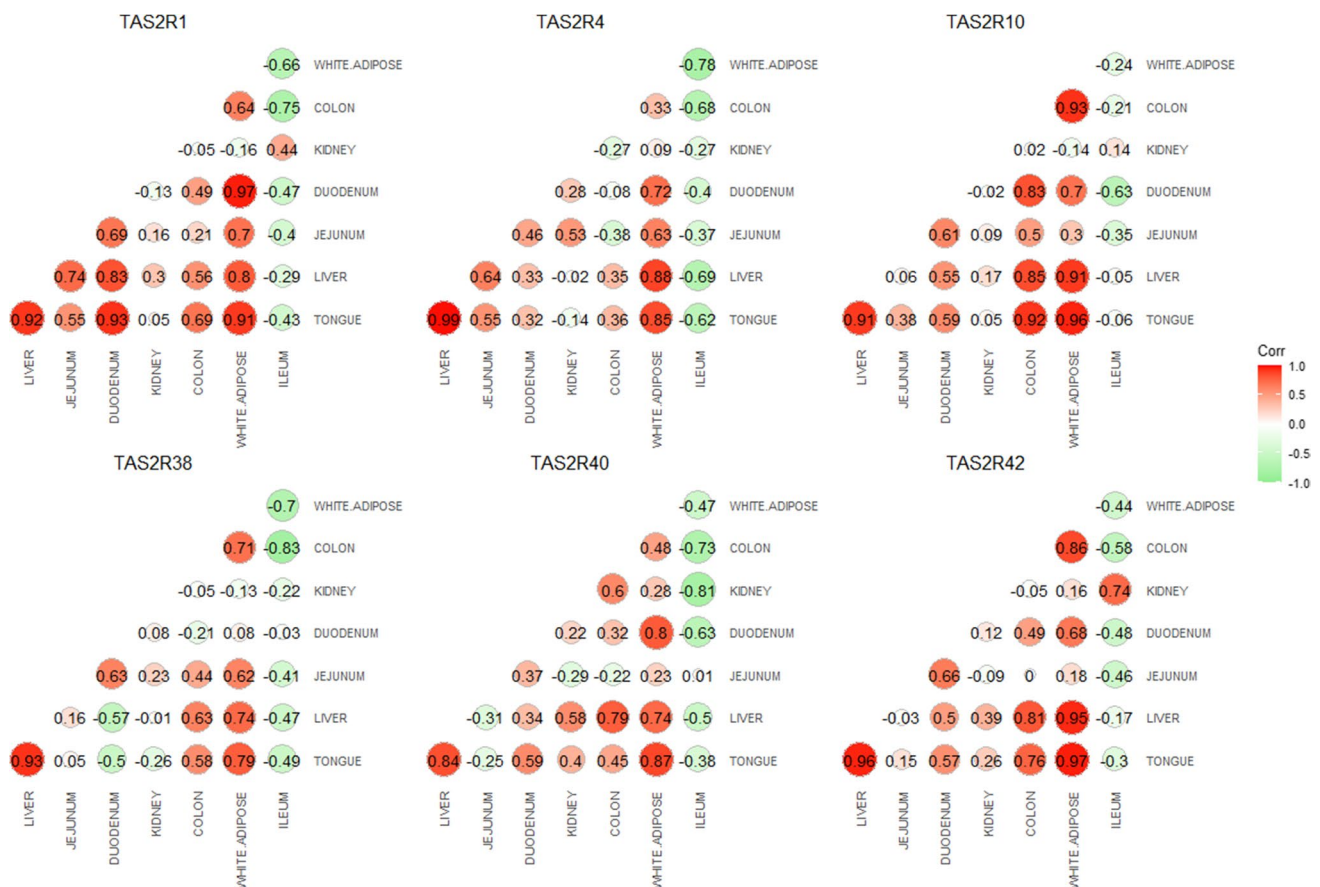 TAS2R1
-0.66 WHITE.ADIPOSE
0.64 -0.75 COLON
-0.05 -0.16 0.44 KIDNEY
-0.13 0.49 0.97 -0.47 DUODENUM
0.69 0.16 0.21 0.7 -0.4 JEJUNUM
0.74 0.83 0.3 0.56 0.8 -0.29 LIVER
0.92 0.55 0.93 0.05 0.69 0.91 -0.43 TONGUE
LIVER
JEJUNUM
DUODENUM
KIDNEY
COLON
WHITE.ADIPOSE
ILEUM
TAS2R4
-0.78 WHITE.ADIPOSE
0.33 -0.68 COLON
-0.27 0.09 -0.27 KIDNEY
0.28 -0.08 0.72 -0.4 DUODENUM
0.46 0.53 -0.38 0.63 -0.37 JEJUNUM
0.64 0.33 -0.02 0.35 0.88 -0.69 LIVER
0.99 0.55 0.32 -0.14 0.36 0.85 -0.62 TONGUE
LIVER
JEJUNUM
DUODENUM
KIDNEY
COLON
WHITE.ADIPOSE
ILEUM
TAS2R10
-0.24 WHITE.ADIPOSE
0.93 -0.21 COLON
0.02 -0.14 0.14 KIDNEY
-0.02 0.83 0.7 -0.63 DUODENUM
0.61 0.09 0.5 0.3 -0.35 JEJUNUM
0.06 0.55 0.17 0.85 0.91 -0.05 LIVER
0.91 0.38 0.59 0.05 0.92 0.96 -0.06 TONGUE
LIVER
JEJUNUM
DUODENUM
KIDNEY
COLON
WHITE.ADIPOSE
ILEUM
Corr
1.0
0.5
0.0
-0.5
-1.0
TAS2R38
-0.7 WHITE.ADIPOSE
0.71 -0.83 COLON
-0.05 -0.13 -0.22 KIDNEY
0.08 -0.21 0.08 -0.03 DUODENUM
0.63 0.23 0.44 0.62 -0.41 JEJUNUM
0.16 -0.57 -0.01 0.63 0.74 -0.47 LIVER
0.93 0.05 -0.5 -0.26 0.58 0.79 -0.49 TONGUE
LIVER
JEJUNUM
DUODENUM
KIDNEY
COLON
WHITE.ADIPOSE
ILEUM
TAS2R40
-0.47 WHITE.ADIPOSE
0.48 -0.73 COLON
0.6 0.28 -0.81 KIDNEY
0.22 0.32 0.8 -0.63 DUODENUM
0.37 -0.29 -0.22 0.23 0.01 JEJUNUM
-0.31 0.34 0.58 0.79 0.74 -0.5 LIVER
0.84 -0.25 0.59 0.4 0.45 0.87 -0.38 TONGUE
LIVER
JEJUNUM
DUODENUM
KIDNEY
COLON
WHITE.ADIPOSE
ILEUM
TAS2R42
-0.44 WHITE.ADIPOSE
0.86 -0.58 COLON
-0.05 0.16 0.74 KIDNEY
0.12 0.49 0.68 -0.48 DUODENUM
0.66 -0.09 0 0.18 -0.46 JEJUNUM
-0.03 0.5 0.39 0.81 0.95 -0.17 LIVER
0.96 0.15 0.57 0.26 0.76 0.97 -0.3 TONGUE
LIVER
JEJUNUM
DUODENUM
KIDNEY
COLON
WHITE.ADIPOSE
ILEUM